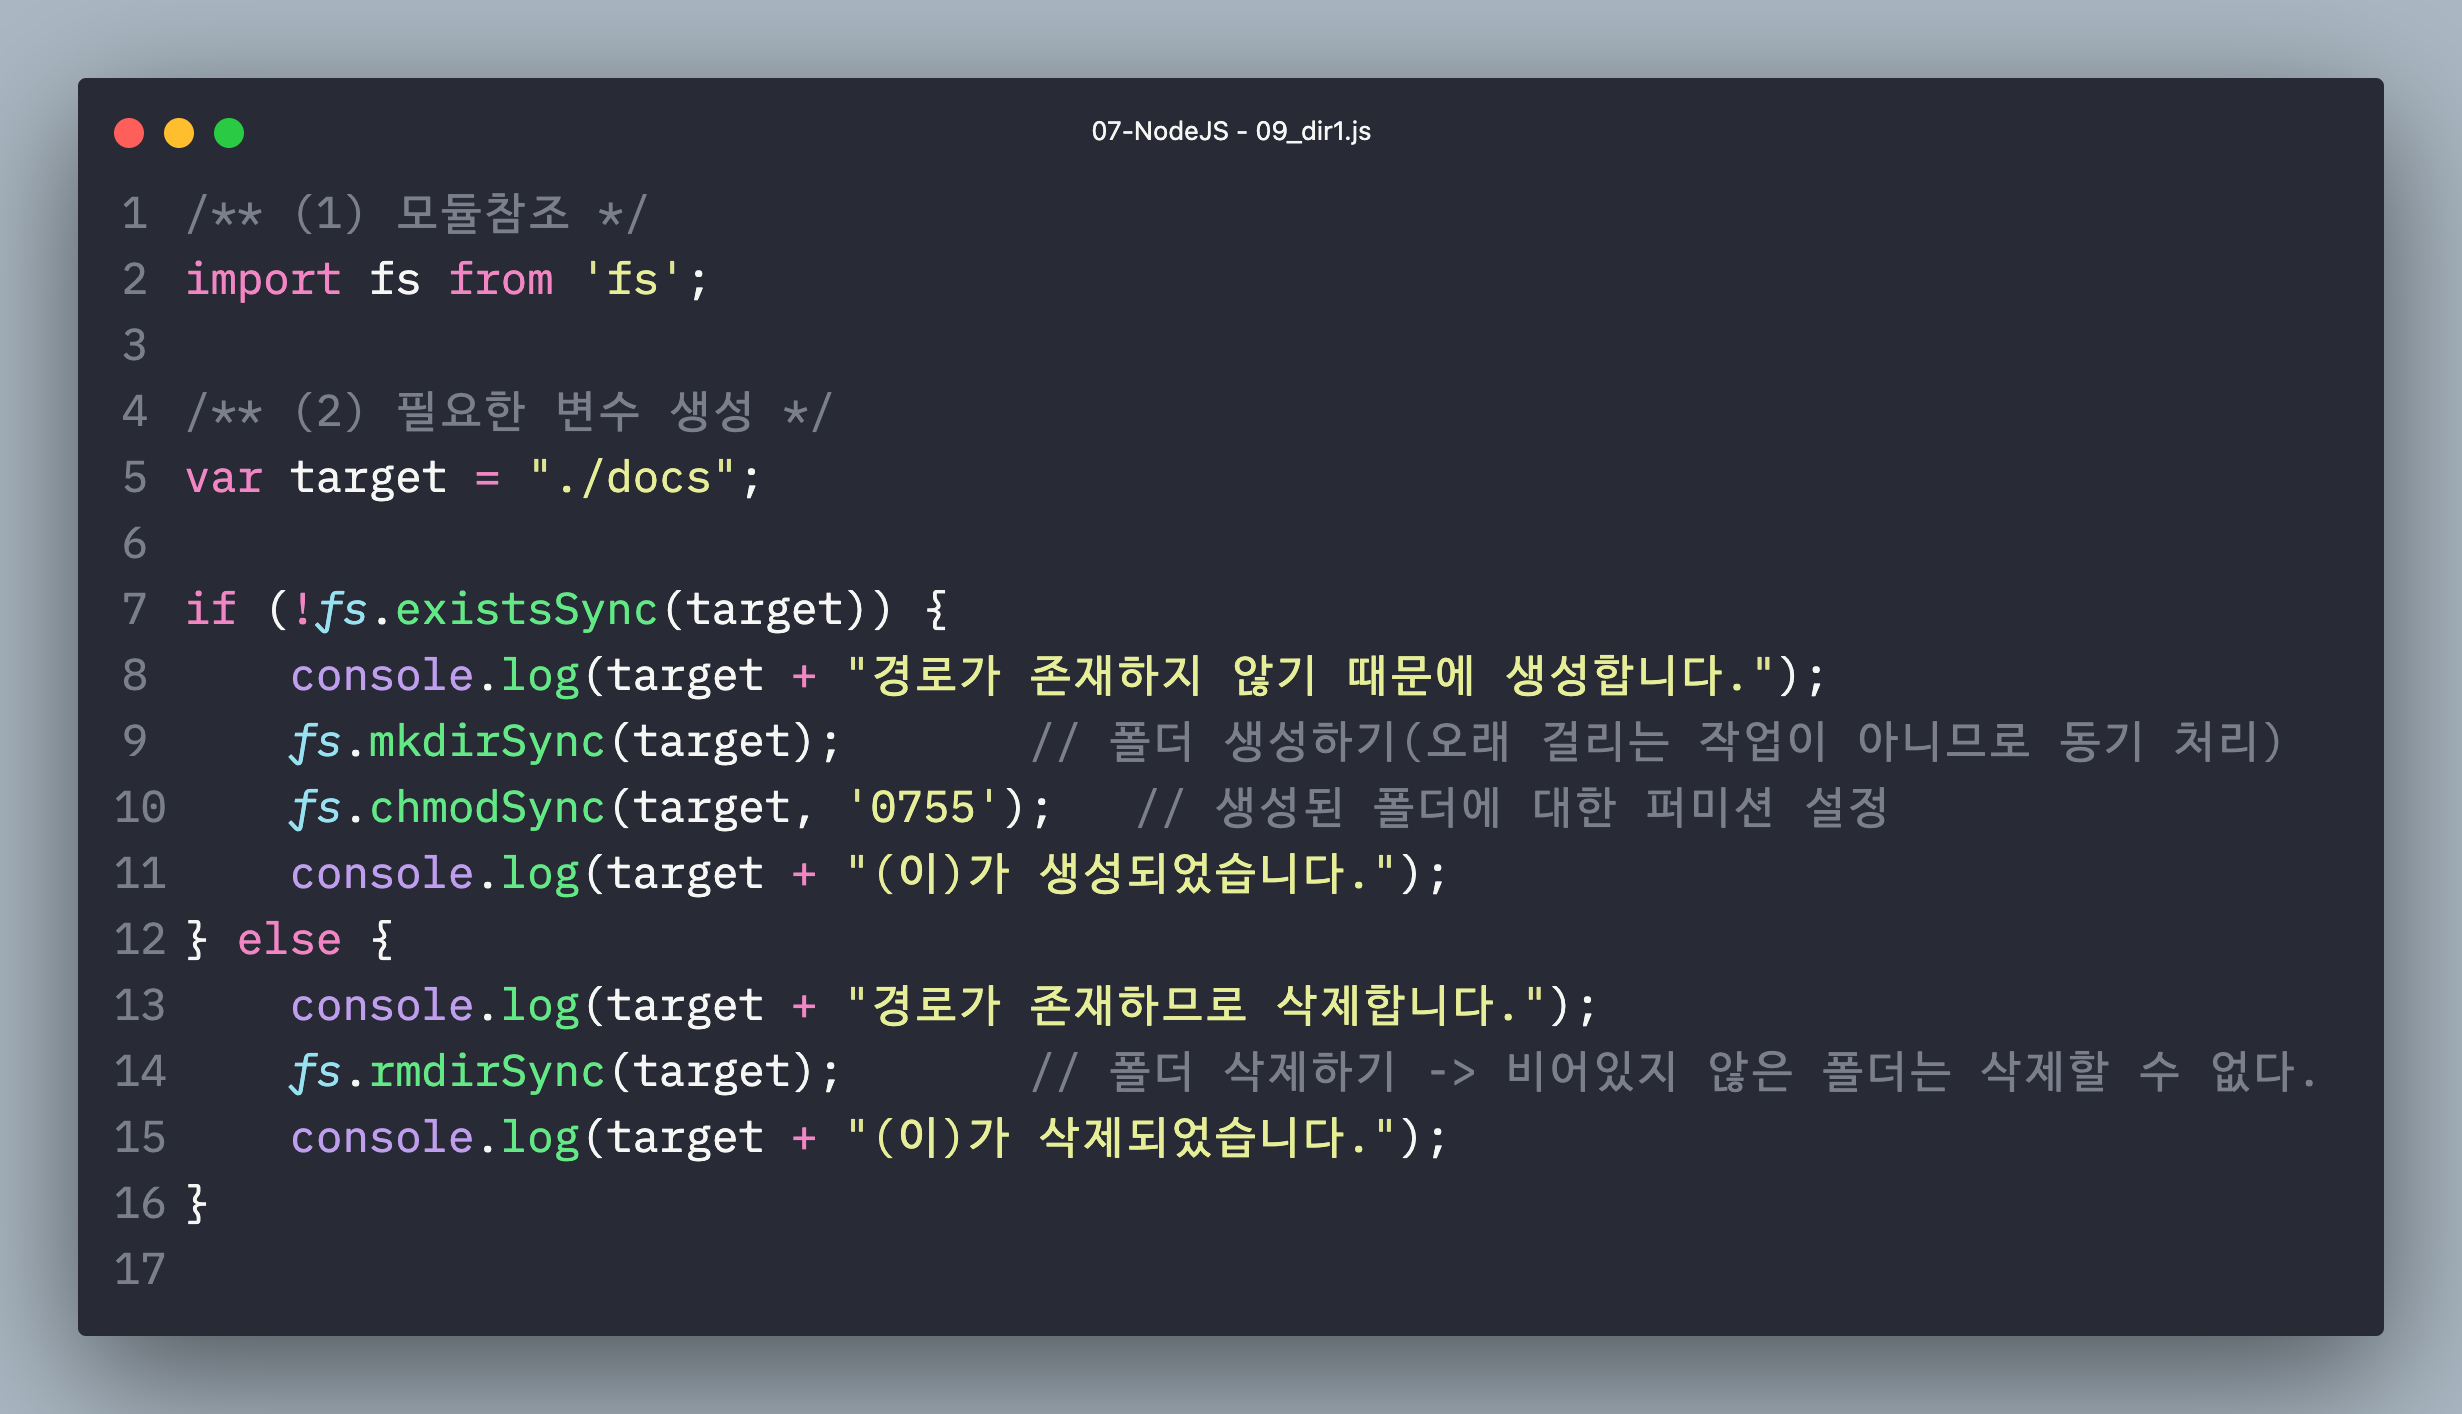 07-NodeJS - 09_dir1.js
1 /** (1) 모듈참조 */
2 import fs from 'fs';
3
4 /** (2) 필요한 변수 생성 */
5 var target = "./docs";
6
7 if (!fs.existsSync(target)) {
8     console.log(target + "경로가 존재하지 않기 때문에 생성합니다.");
9     fs.mkdirSync(target);       // 폴더 생성하기(오래 걸리는 작업이 아니므로 동기 처리)
10     fs.chmodSync(target, '0755');   // 생성된 폴더에 대한 퍼미션 설정
11     console.log(target + "(이)가 생성되었습니다.");
12 } else {
13     console.log(target + "경로가 존재하므로 삭제합니다.");
14     fs.rmdirSync(target);       // 폴더 삭제하기 -> 비어있지 않은 폴더는 삭제할 수 없다.
15     console.log(target + "(이)가 삭제되었습니다.");
16 }
17